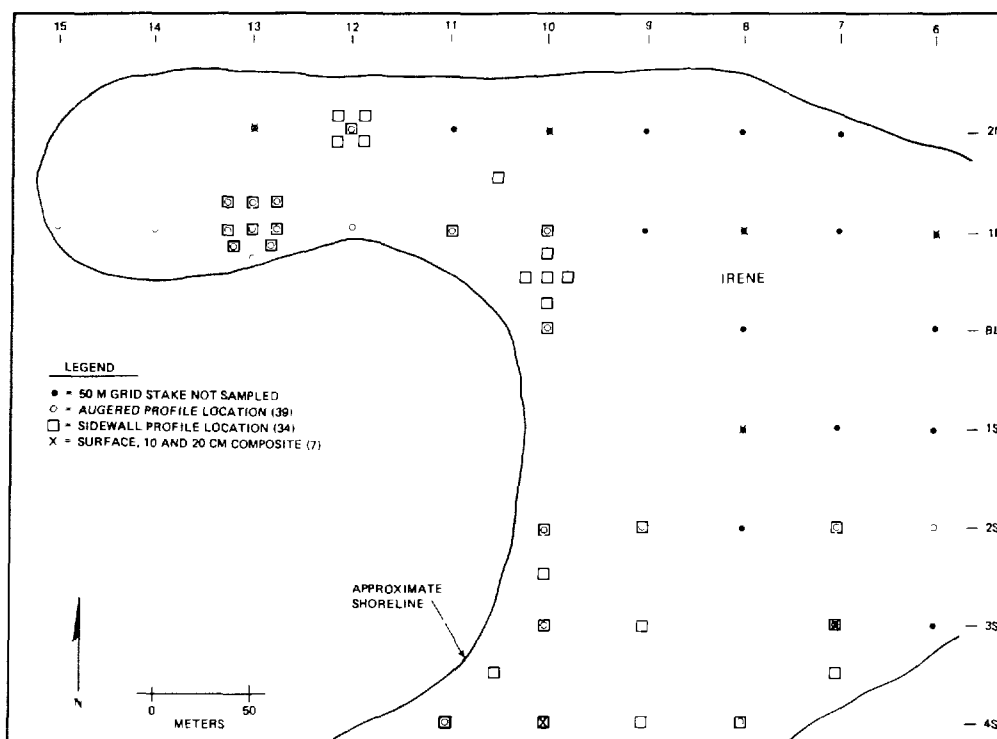 15 14 13 12 11 10 9 8 7 6
2N
IRENE
BL
LEGEND
● = 50 M GRID STAKE NOT SAMPLED
○ = AUGERED PROFILE LOCATION (39)
□ = SIDEWALL PROFILE LOCATION (34)
X = SURFACE, 10 AND 20 CM COMPOSITE (7)
1S
2S
APPROXIMATE
SHORELINE
3S
N
0 50
METERS
4S